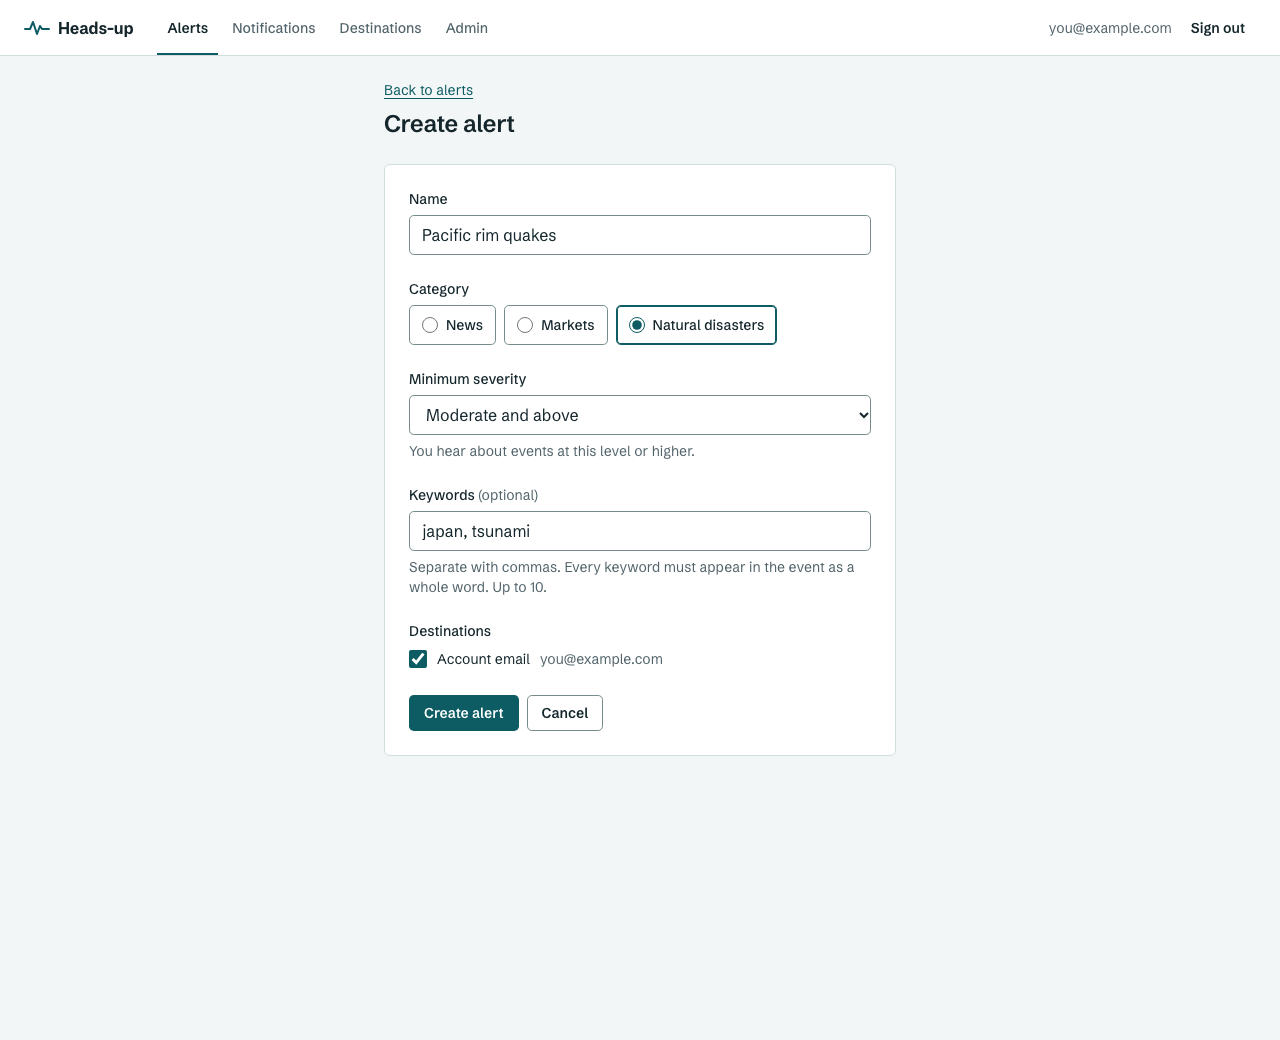 Heads-up Alerts Notifications Destinations Admin you@example.com Sign out
Back to alerts
Create alert
Name
Pacific rim quakes
Category
News Markets Natural disasters
Minimum severity
Moderate and above
You hear about events at this level or higher.
Keywords (optional)
japan, tsunami
Separate with commas. Every keyword must appear in the event as a
whole word. Up to 10.
Destinations
Account email you@example.com
Create alert Cancel